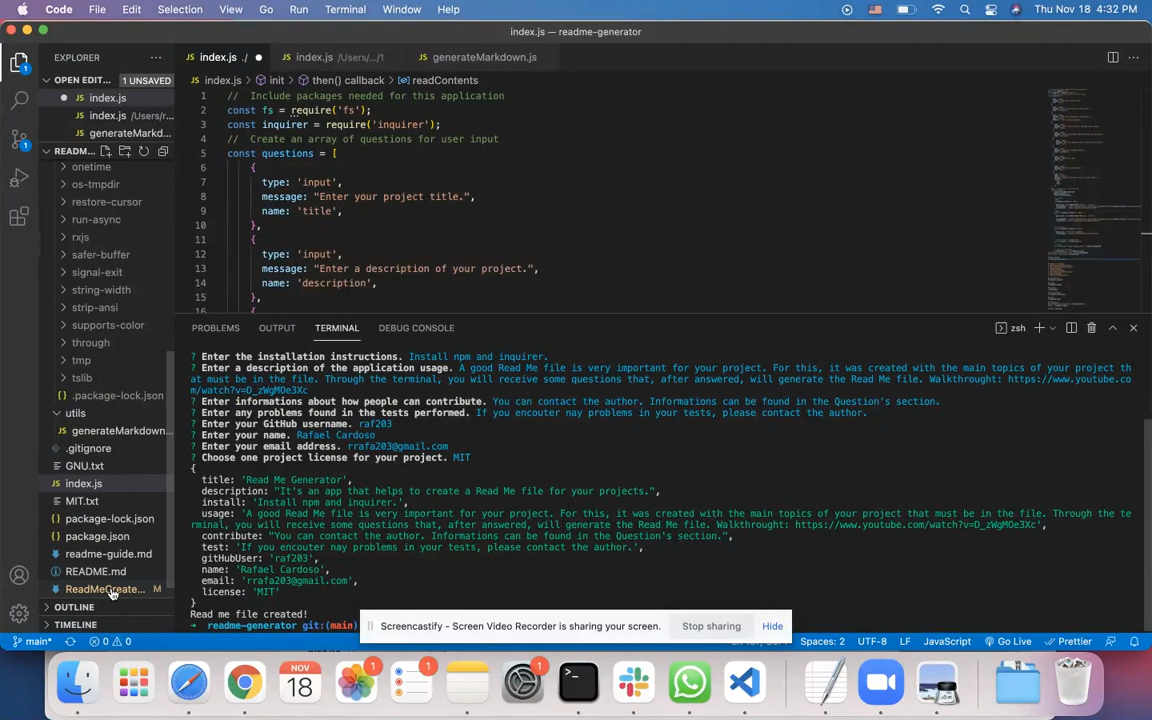 Code File Edit Selection View Go Run Terminal Window Help Thu Nov 18 4:32 PM
index.js — readme-generator
EXPLORER
OPEN EDIT... 1 UNSAVED
index.js
index.js /Users/r...
generateMarkd...
READM...
onetime
os-tmpdir
restore-cursor
run-async
rxjs
safer-buffer
signal-exit
string-width
strip-ansi
supports-color
through
tmp
tslib
.package-lock.json
utils
generateMarkdown...
.gitignore
GNU.txt
index.js
MIT.txt
package-lock.json
package.json
readme-guide.md
README.md
ReadMeCreate... M
OUTLINE
TIMELINE
index.js ./ index.js /Users/.../ generateMarkdown.js
index.js > init > then() callback > readContents
1 // Include packages needed for this application
2 const fs = require('fs');
3 const inquirer = require('inquirer');
4 // Create an array of questions for user input
5 const questions = [
6 {
7 type: 'input',
8 message: "Enter your project title.",
9 name: 'title',
10 },
11 {
12 type: 'input',
13 message: "Enter a description of your project.",
14 name: 'description',
15 },
PROBLEMS OUTPUT TERMINAL DEBUG CONSOLE zsh
? Enter the installation instructions. Install npm and inquirer.
? Enter a description of the application usage. A good Read Me file is very important for your project. For this, it was created with the main topics of your project th
at must be in the file. Through the terminal, you will receive some questions that, after answered, will generate the Read Me file. Walkthrought: https://www.youtube.co
m/watch?v=D_zWgMOe3Xc
? Enter informations about how people can contribute. You can contact the author. Informations can be found in the Question's section.
? Enter any problems found in the tests performed. If you encouter nay problems in your tests, please contact the author.
? Enter your GitHub username. raf203
? Enter your name. Rafael Cardoso
? Enter your email address. rrafa203@gmail.com
? Choose one project license for your project. MIT
{
title: 'Read Me Generator',
description: "It's an app that helps to create a Read Me file for your projects.",
install: 'Install npm and inquirer.',
usage: 'A good Read Me file is very important for your project. For this, it was created with the main topics of your project that must be in the file. Through the te
rminal, you will receive some questions that, after answered, will generate the Read Me file. Walkthrought: https://www.youtube.com/watch?v=D_zWgMOe3Xc',
contribute: "You can contact the author. Informations can be found in the Question's section.",
test: 'If you encouter nay problems in your tests, please contact the author.',
gitHubUser: 'raf203',
name: 'Rafael Cardoso',
email: 'rrafa203@gmail.com',
license: 'MIT'
}
Read me file created!
➜ readme-generator git:(main)
Screencastify - Screen Video Recorder is sharing your screen. Stop sharing Hide
main* 0 0 Spaces: 2 UTF-8 LF JavaScript Go Live Prettier
NOV
18
1
1
1